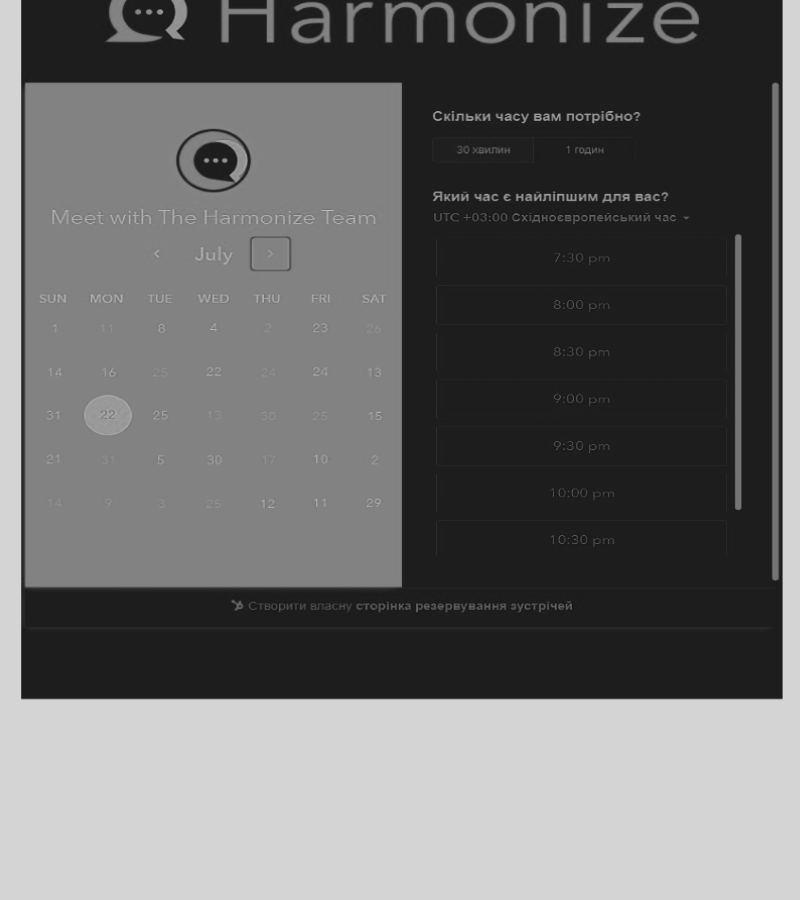 Harmonize
Meet with The Harmonize Team
July
SUN MON TUE WED THU FRI SAT
1 11 8 4 2 23 26
14 16 25 22 24 24 13
31 22 25 13 30 25 15
21 31 5 30 17 10 2
14 9 3 25 12 11 29
Скільки часу вам потрібно?
30 хвилин 1 годин
Який час є найліпшим для вас?
UTC +03:00 Східноєвропейський час
7:30 pm
8:00 pm
8:30 pm
9:00 pm
9:30 pm
10:00 pm
10:30 pm
Створити власну сторінка резервування зустрічей